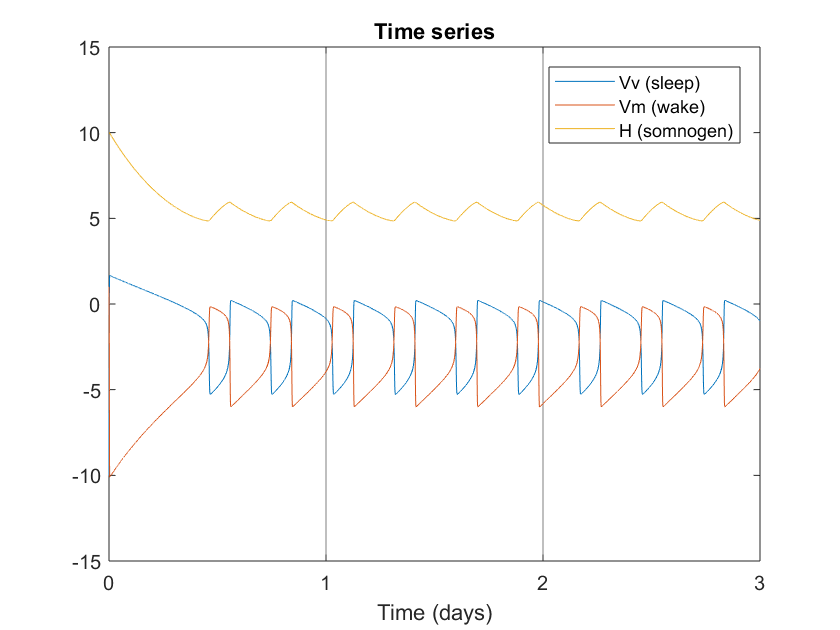 Time series
15
10
5
0
-5
-10
-15
Vv (sleep)
Vm (wake)
H (somnogen)
0 1 2 3
Time (days)